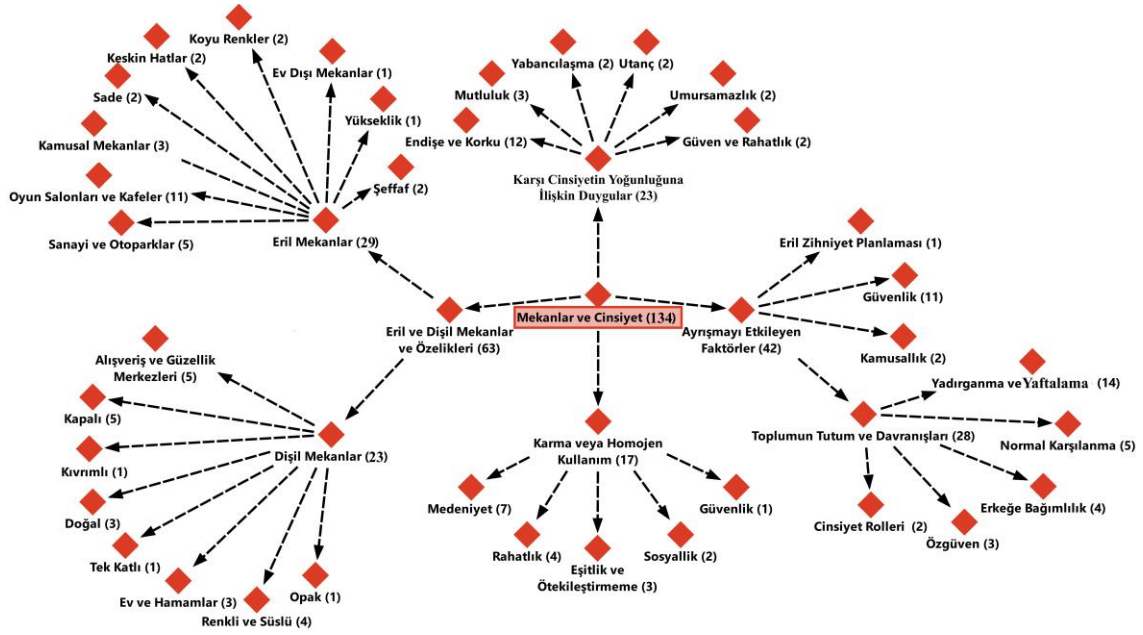 Koyu Renkler (2)
Keskin Hatlar (2)
Ev Dışı Mekanlar (1)
Sade (2)
Yükseklik (1)
Kamusal Mekanlar (3)
Şeffaf (2)
Oyun Salonları ve Kafeler (11)
Sanayi ve Otoparklar (5)
Eril Mekanlar (29)
Yabancılaşma (2)
Utanç (2)
Mutluluk (3)
Umursamazlık (2)
Endişe ve Korku (12)
Güven ve Rahatlık (2)
Karşı Cinsiyetin Yoğunluğuna
İlişkin Duygular (23)
Eril Zihniyet Planlaması (1)
Güvenlik (11)
Kamusallık (2)
Mekanlar ve Cinsiyet (134)
Eril ve Dişil Mekanlar
ve Özelikleri (63)
Ayrışmayı Etkileyen
Faktörler (42)
Alışveriş ve Güzellik
Merkezleri (5)
Kapalı (5)
Kıvrımlı (1)
Dişil Mekanlar (23)
Doğal (3)
Tek Katlı (1)
Ev ve Hamamlar (3)
Renkli ve Süslü (4)
Opak (1)
Karma veya Homojen
Kullanım (17)
Medeniyet (7)
Güvenlik (1)
Rahatlık (4)
Sosyallik (2)
Eşitlik ve
Ötekileştirmeme (3)
Yadırganma ve Yaftalama (14)
Toplumun Tutum ve Davranışları (28)
Normal Karşılanma (5)
Erkeğe Bağımlılık (4)
Cinsiyet Rolleri (2)
Özgüven (3)